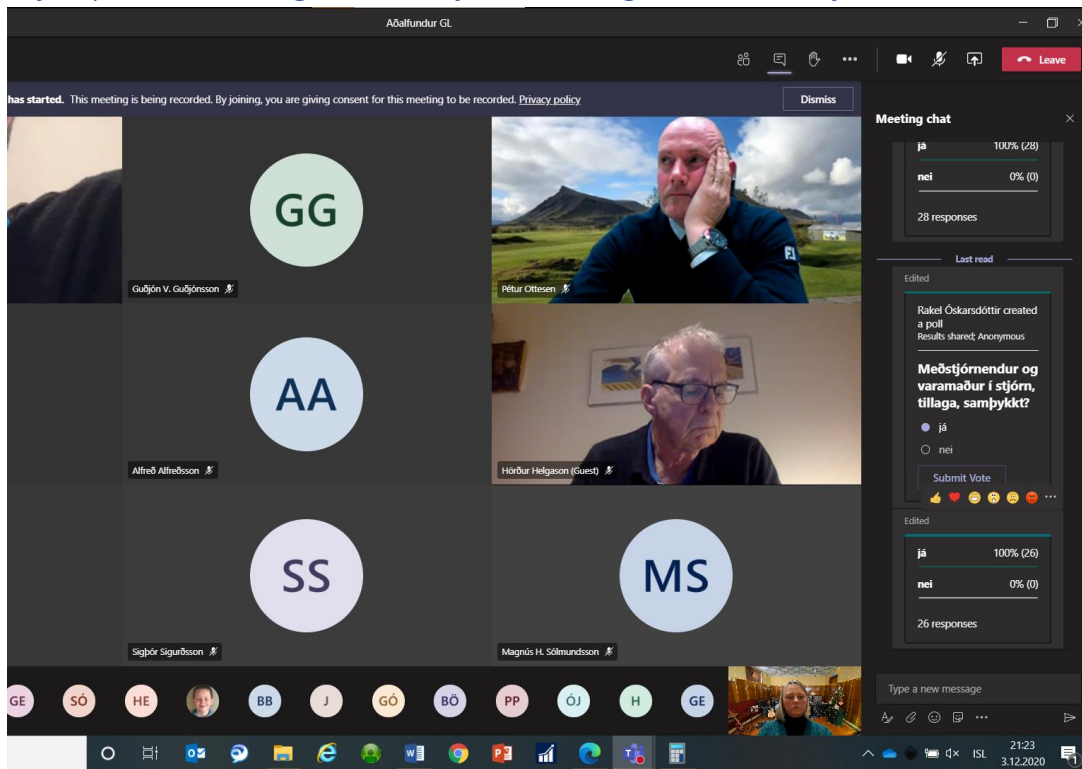 Aðalfundur GL
Leave
has started. This meeting is being recorded. By joining, you are giving consent for this meeting to be recorded. Privacy policy
Dismiss
GG
Guðjón V. Guðjónsson
Pétur Ottesen
FJ
AA
Alfreð Alfreðsson
Hörður Helgason (Guest)
SS
Sigþór Sigurðsson
MS
Magnús H. Sólmundsson
GE
SÓ
HE
BB
J
GÓ
BÖ
PP
ÓJ
H
GE
Meeting chat
já 100% (28)
nei 0% (0)
28 responses
Last read
Edited
Rakel Óskarsdóttir created
a poll
Results shared; Anonymous
Meðstjórnendur og
varamaður í stjórn,
tillaga, samþykkt?
já
nei
Submit Vote
Edited
já 100% (26)
nei 0% (0)
26 responses
Type a new message
ISL
21:23
3.12.2020